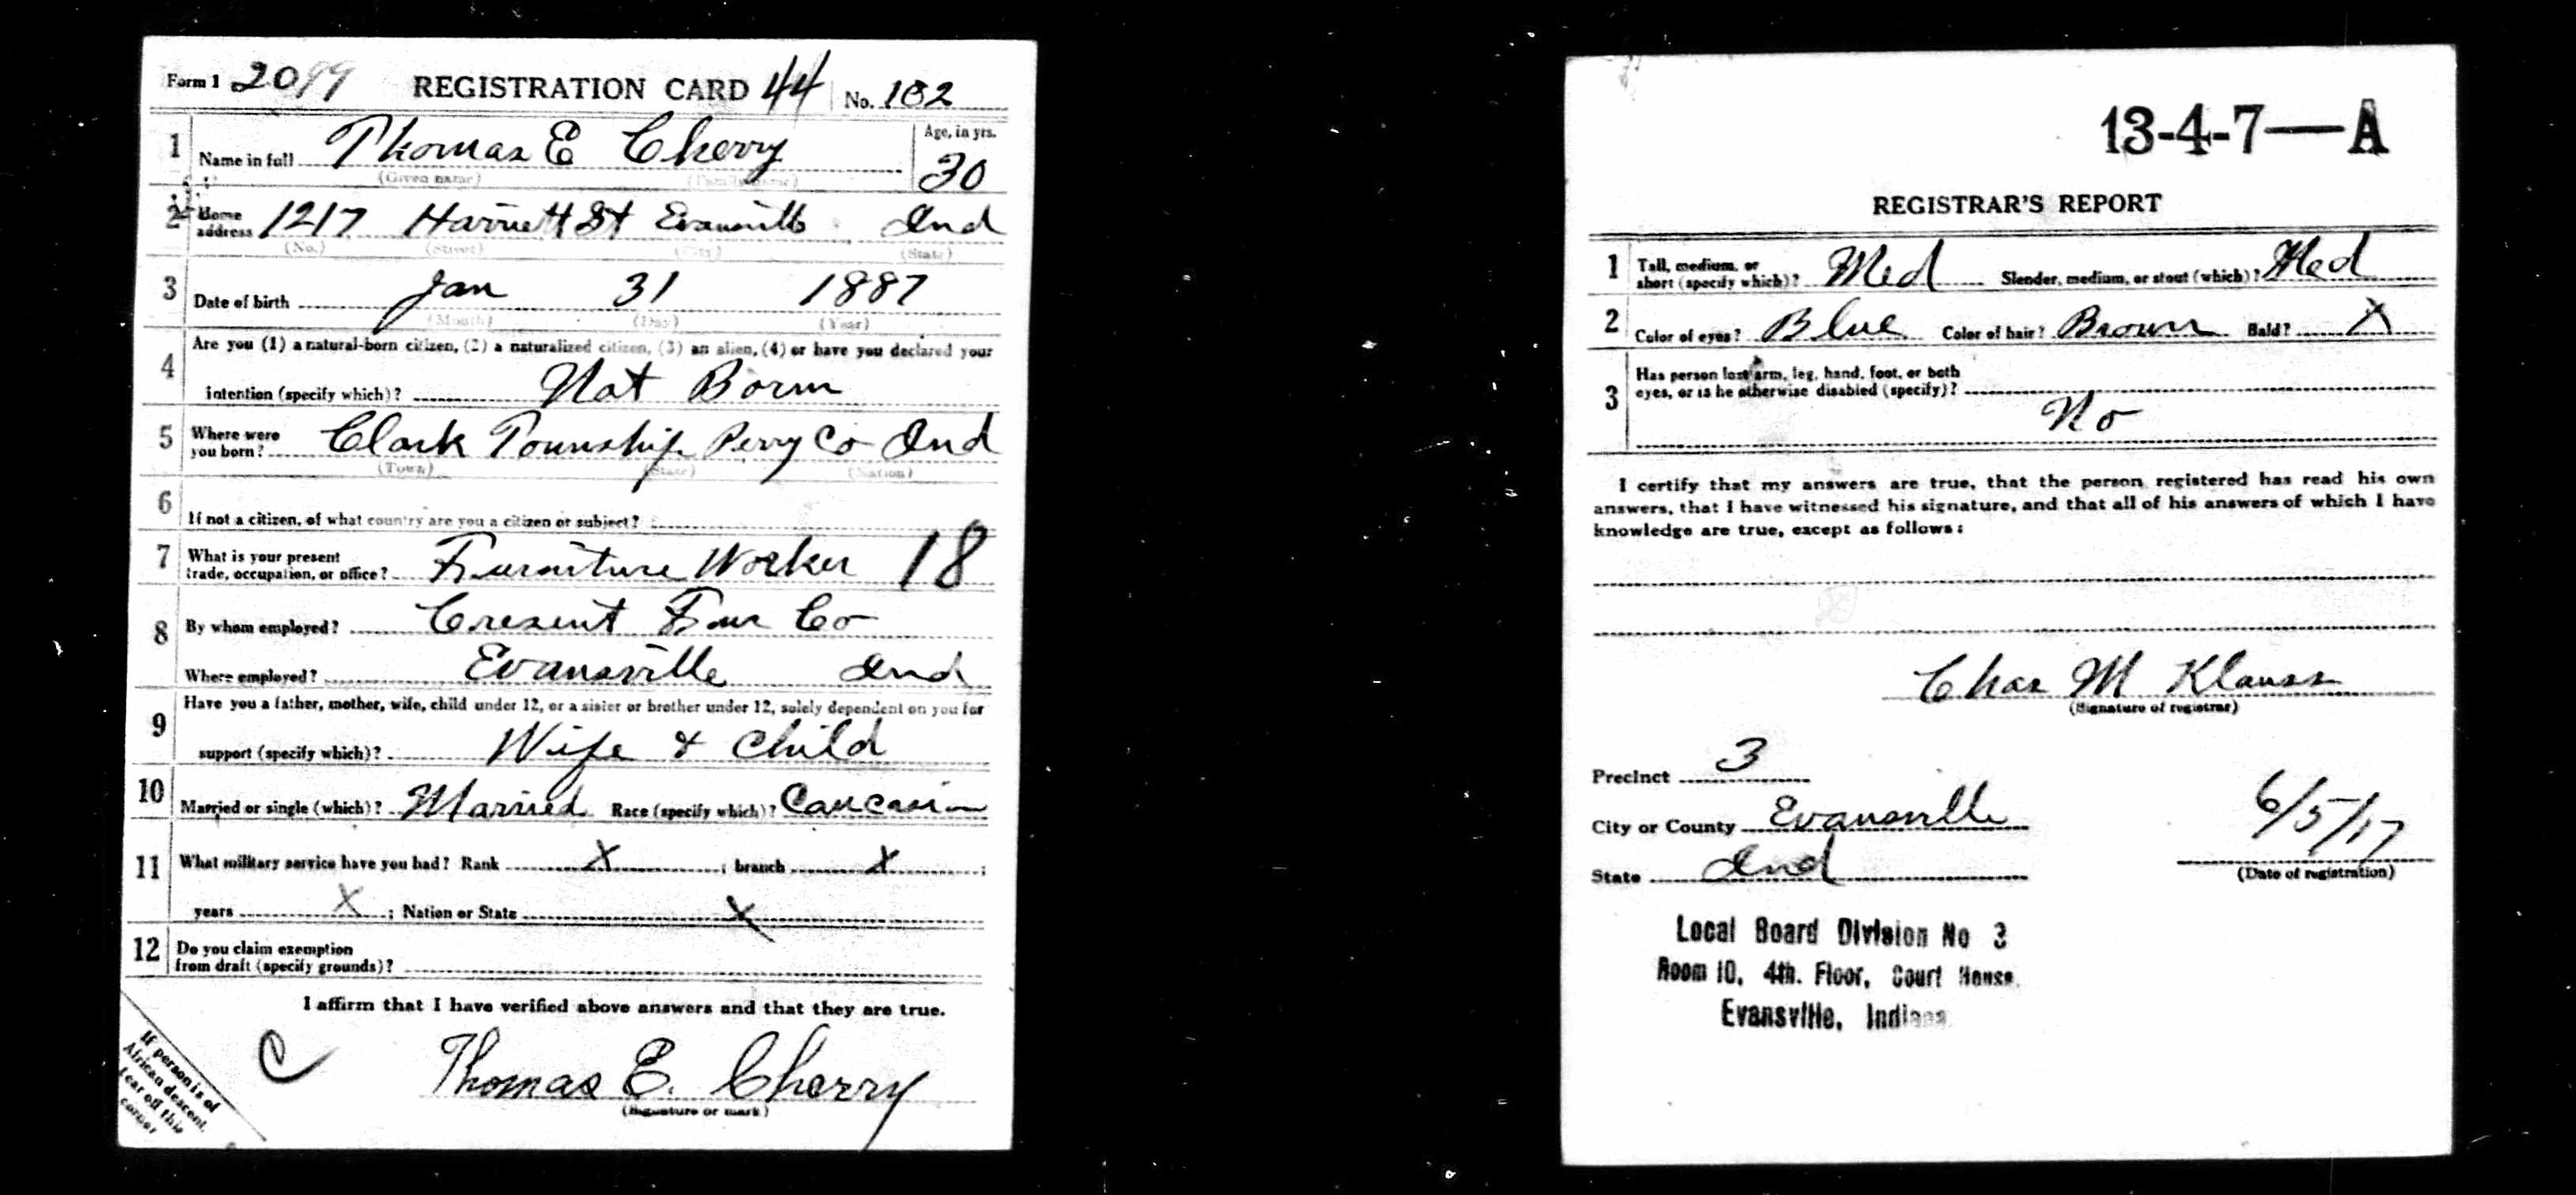 Form 1 2099 REGISTRATION CARD 44 No. 102
1 Name in full Thomas E Cherry Age, in yrs. 30
(Given name) (Family name)
2 Home address 1217 Harriett St Evansville Ind
(No.) (Street) (City) (State)
3 Date of birth Jan 31 1887
(Month) (Day) (Year)
4 Are you (1) a natural-born citizen, (2) a naturalized citizen, (3) an alien, (4) or have you declared your
intention (specify which)? Nat Born
5 Where were you born? Clark Township Perry Co Ind
(Town) (State) (Nation)
6 If not a citizen, of what country are you a citizen or subject?
7 What is your present trade, occupation, or office? Furniture Worker 18
8 By whom employed? Cresent Fur Co
Where employed? Evansville Ind
9 Have you a father, mother, wife, child under 12, or a sister or brother under 12, solely dependent on you for
support (specify which)? Wife & Child
10 Married or single (which)? Married Race (specify which)? Caucasian
11 What military service have you had? Rank X ; branch X ;
years X ; Nation or State X
12 Do you claim exemption
from draft (specify grounds)?
I affirm that I have verified above answers and that they are true.
C
Thomas E. Cherry
(Signature or mark)
If person is of
African descent,
tear off this
corner
13-4-7—A
REGISTRAR'S REPORT
1 Tall, medium, or short (specify which)? Med Slender, medium, or stout (which)? Med
2 Color of eyes? Blue Color of hair? Brown Bald? X
3 Has person lost arm, leg, hand, foot, or both
eyes, or is he otherwise disabled (specify)?
No
I certify that my answers are true, that the person registered has read his own
answers, that I have witnessed his signature, and that all of his answers of which I have
knowledge are true, except as follows:
Chas M Klauss
(Signature of registrar)
Precinct 3
City or County Evansville
State Ind
6/5/17
(Date of registration)
Local Board Division No 3
Room 10, 4th. Floor, Court House.
Evansville, Indiana